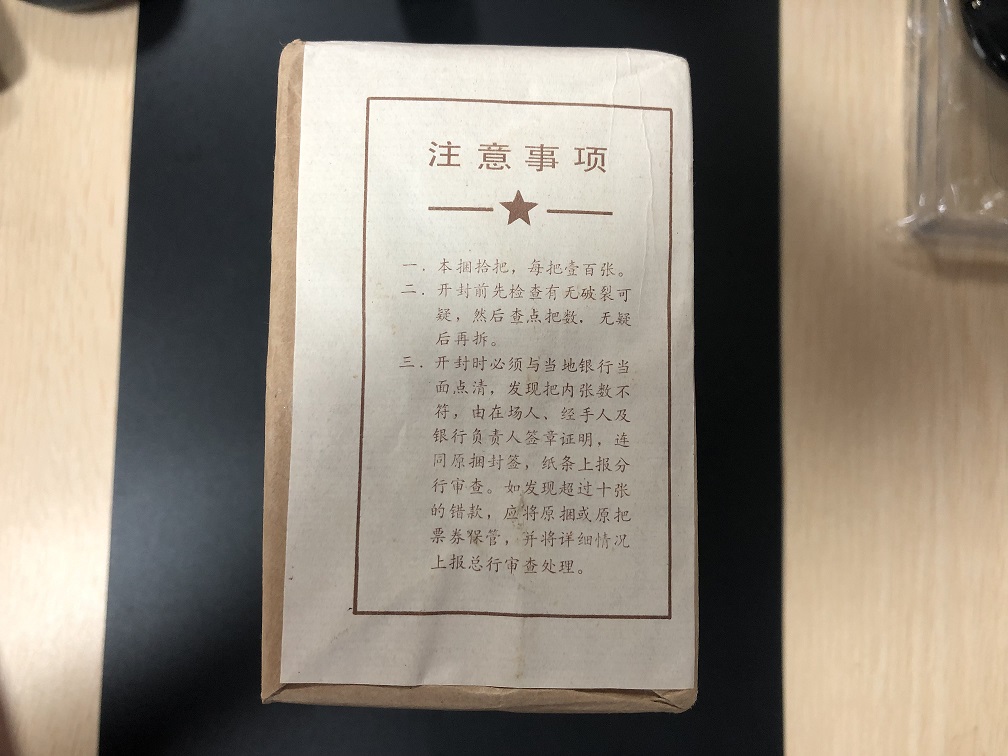 注意事项
一．本捆拾把，每把壹百张。
二．开封前先检查有无破裂可
疑，然后查点把数，无疑
后再拆。
三．开封时必须与当地银行当
面点清，发现把内张数不
符，由在场人、经手人及
银行负责人签章证明，连
同原捆封签，纸条上报分
行审查。如发现超过十张
的错款，应将原捆或原把
票券保管，并将详细情况
上报总行审查处理。